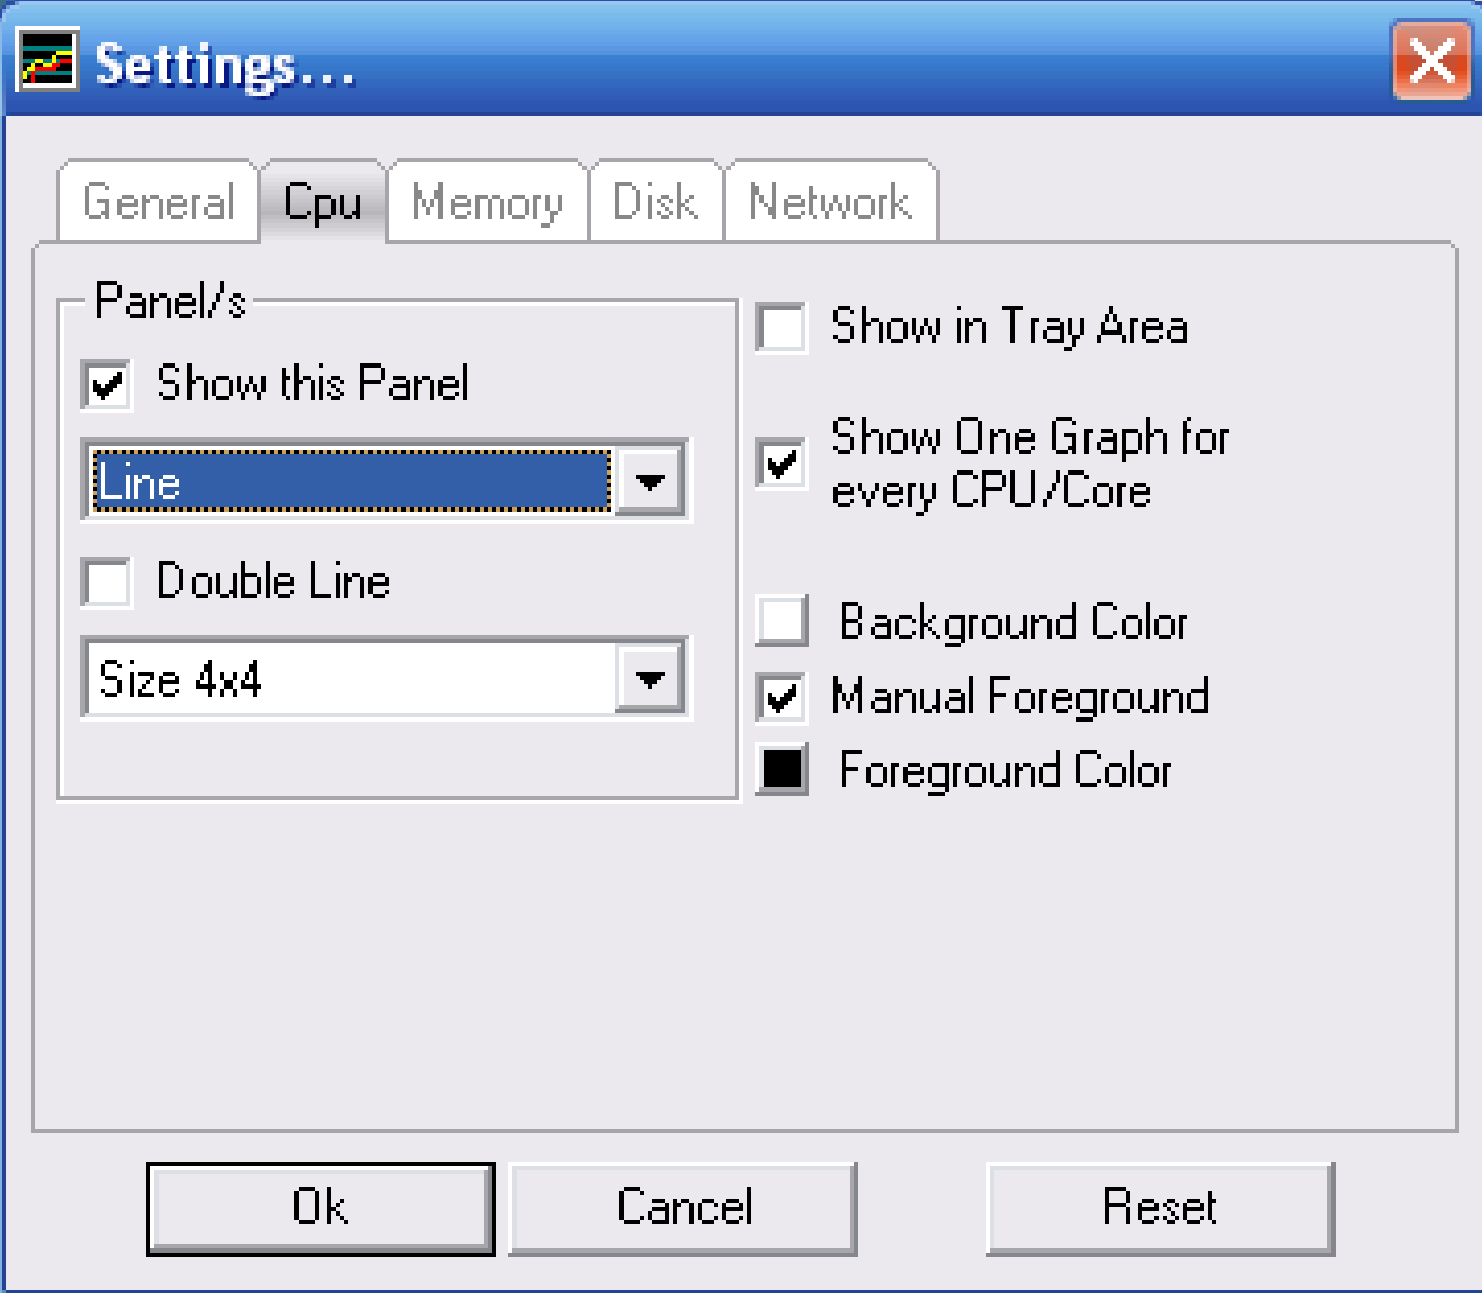 Settings...
General Cpu Memory Disk Network
Panel/s
Show this Panel
Line
Double Line
Size 4x4
Show in Tray Area
Show One Graph for
every CPU/Core
Background Color
Manual Foreground
Foreground Color
Ok Cancel Reset